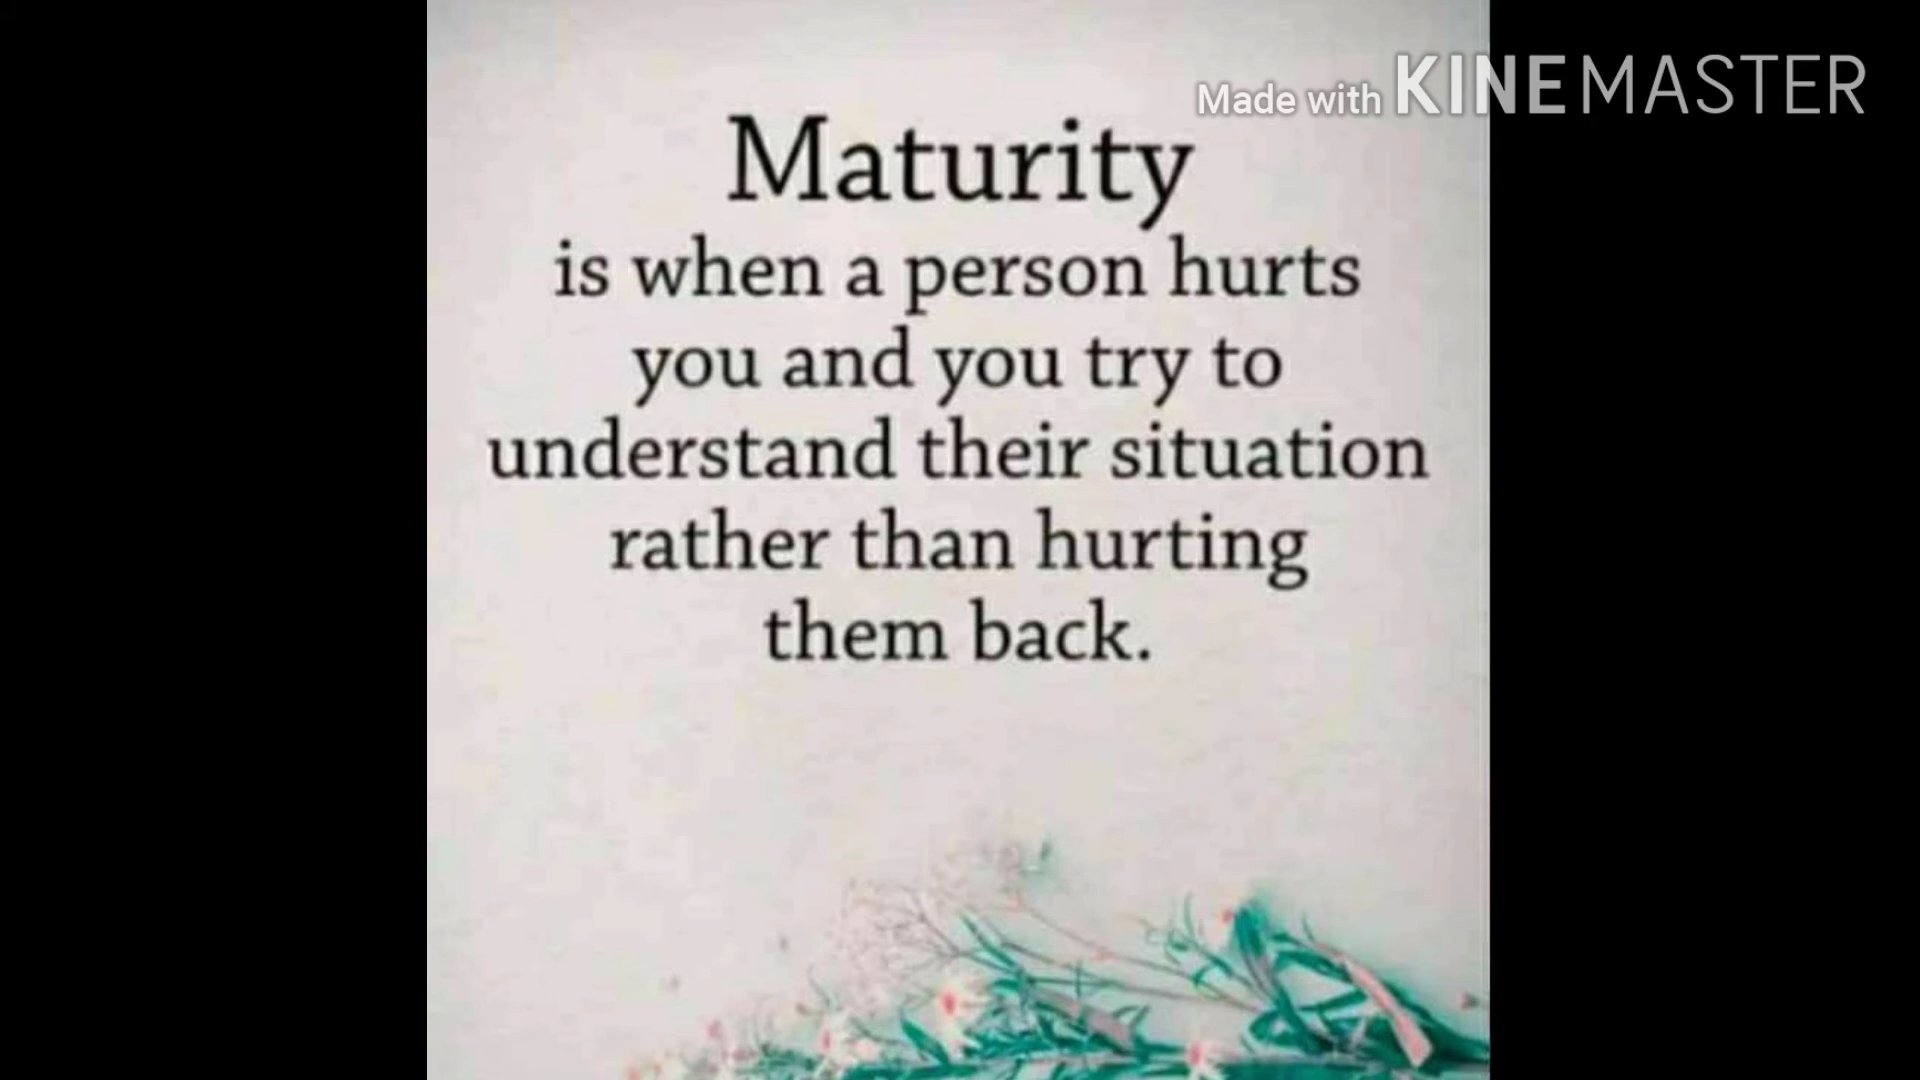 Made with KINEMASTER
Maturity
is when a person hurts
you and you try to
understand their situation
rather than hurting
them back.